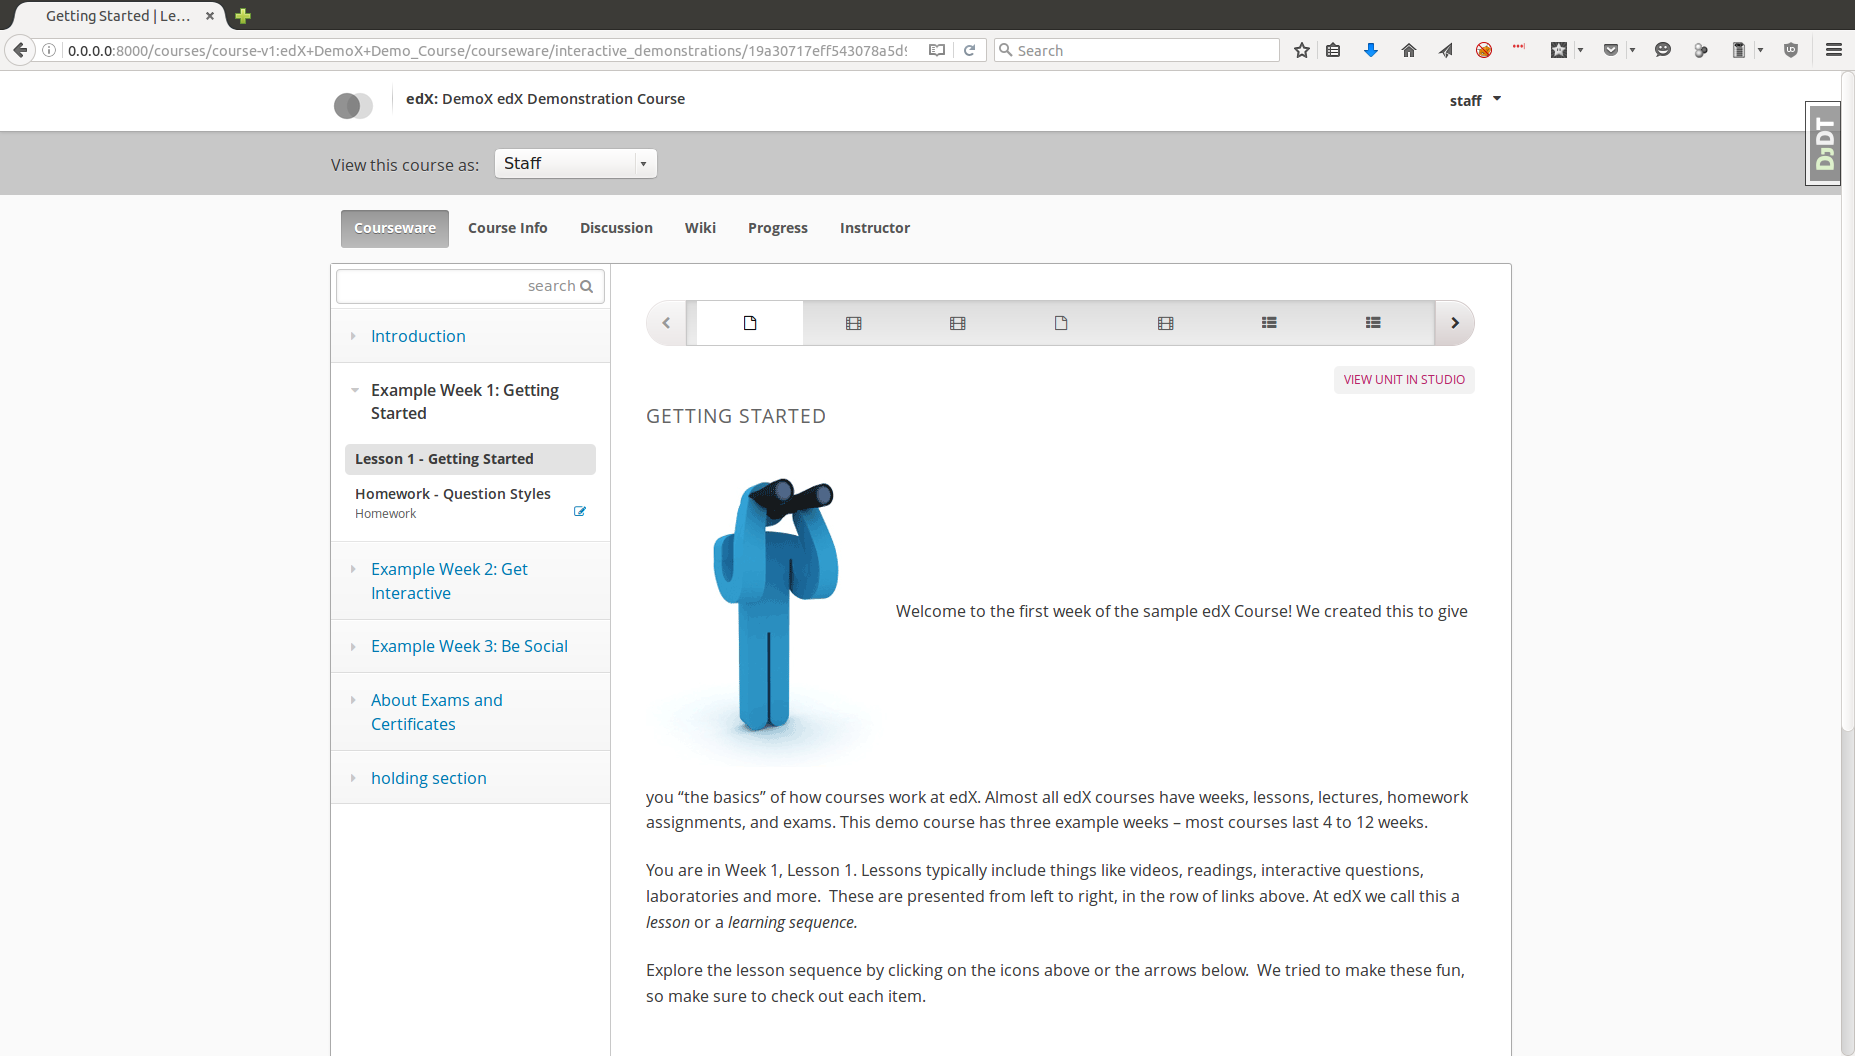 Getting Started | Le...
0.0.0.0:8000/courses/course-v1:edX+DemoX+Demo_Course/courseware/interactive_demonstrations/19a30717eff543078a5d9
Search
edX: DemoX edX Demonstration Course
staff
DJDT
View this course as:
Staff
Courseware
Course Info
Discussion
Wiki
Progress
Instructor
search
Introduction
Example Week 1: Getting
Started
Lesson 1 - Getting Started
Homework - Question Styles
Homework
Example Week 2: Get
Interactive
Example Week 3: Be Social
About Exams and
Certificates
holding section
VIEW UNIT IN STUDIO
GETTING STARTED
Welcome to the first week of the sample edX Course! We created this to give
you “the basics” of how courses work at edX. Almost all edX courses have weeks, lessons, lectures, homework
assignments, and exams. This demo course has three example weeks – most courses last 4 to 12 weeks.
You are in Week 1, Lesson 1. Lessons typically include things like videos, readings, interactive questions,
laboratories and more.  These are presented from left to right, in the row of links above. At edX we call this a
lesson or a learning sequence.
Explore the lesson sequence by clicking on the icons above or the arrows below.  We tried to make these fun,
so make sure to check out each item.